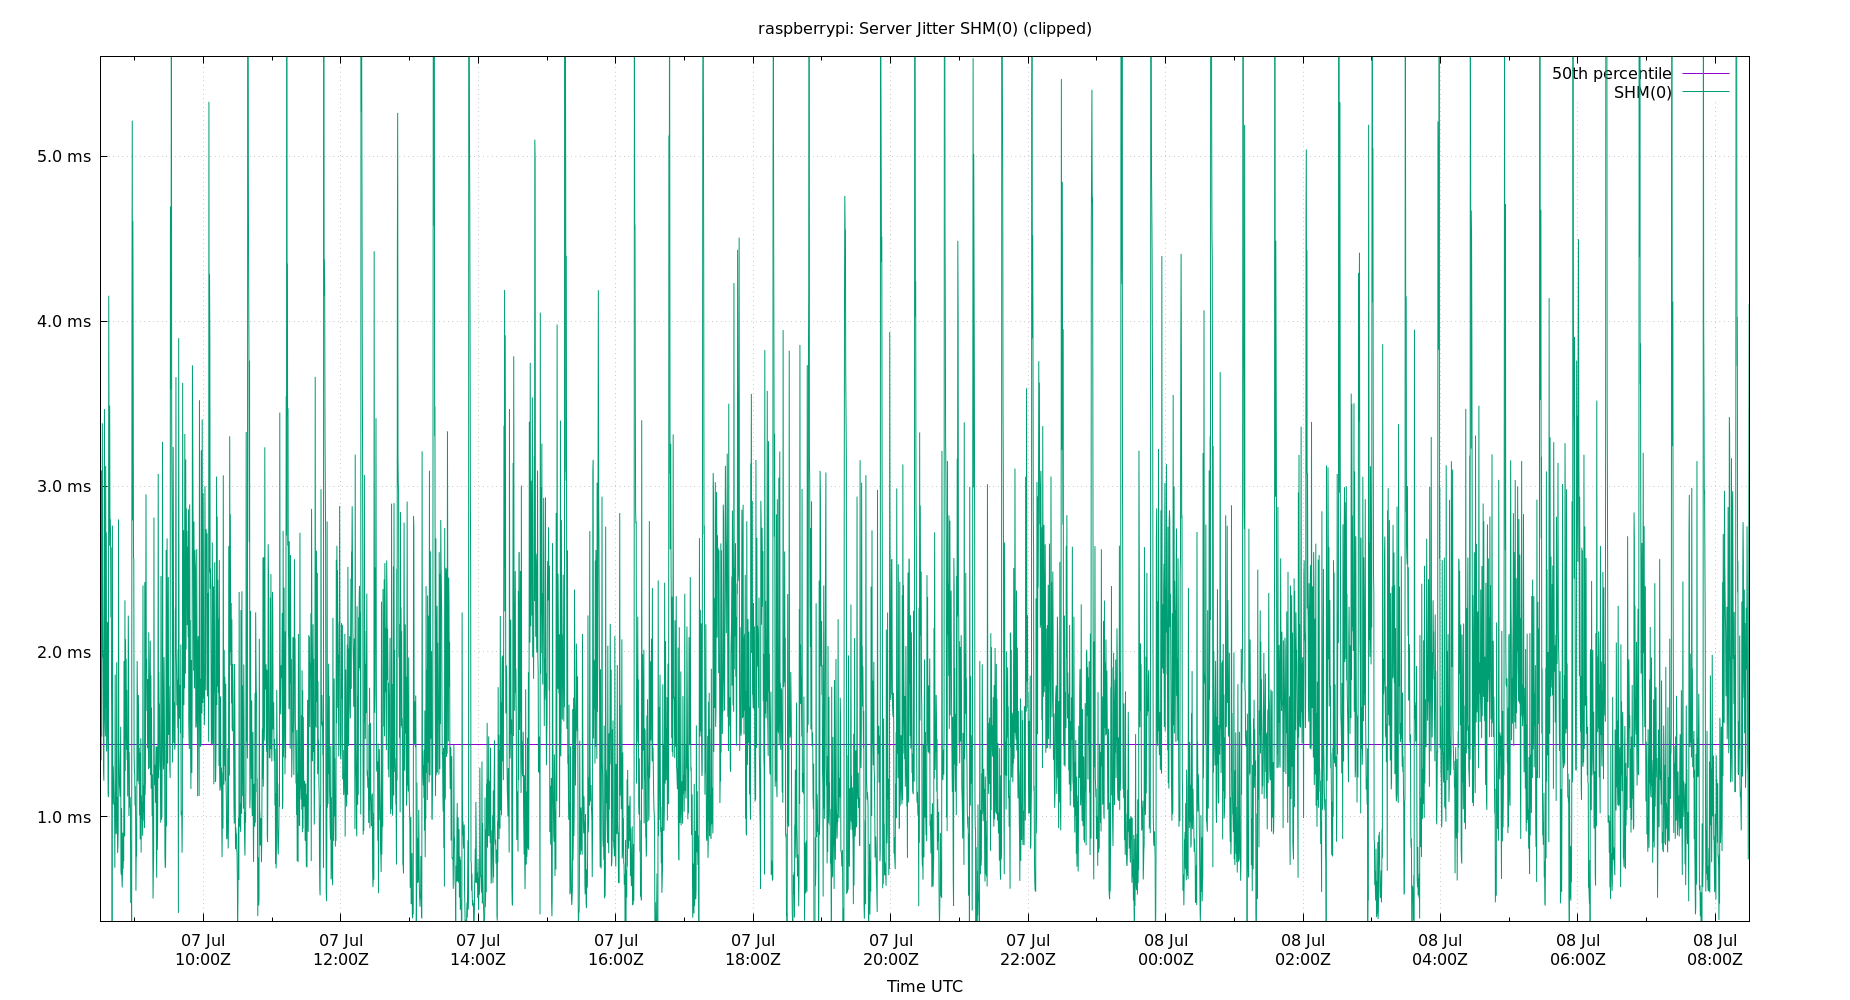 raspberrypi: Server Jitter SHM(0) (clipped)
50th percentile
SHM(0)
5.0 ms
4.0 ms
3.0 ms
2.0 ms
1.0 ms
07 Jul 07 Jul 07 Jul 07 Jul 07 Jul 07 Jul 07 Jul 08 Jul 08 Jul 08 Jul 08 Jul 08 Jul
10:00Z 12:00Z 14:00Z 16:00Z 18:00Z 20:00Z 22:00Z 00:00Z 02:00Z 04:00Z 06:00Z 08:00Z
Time UTC